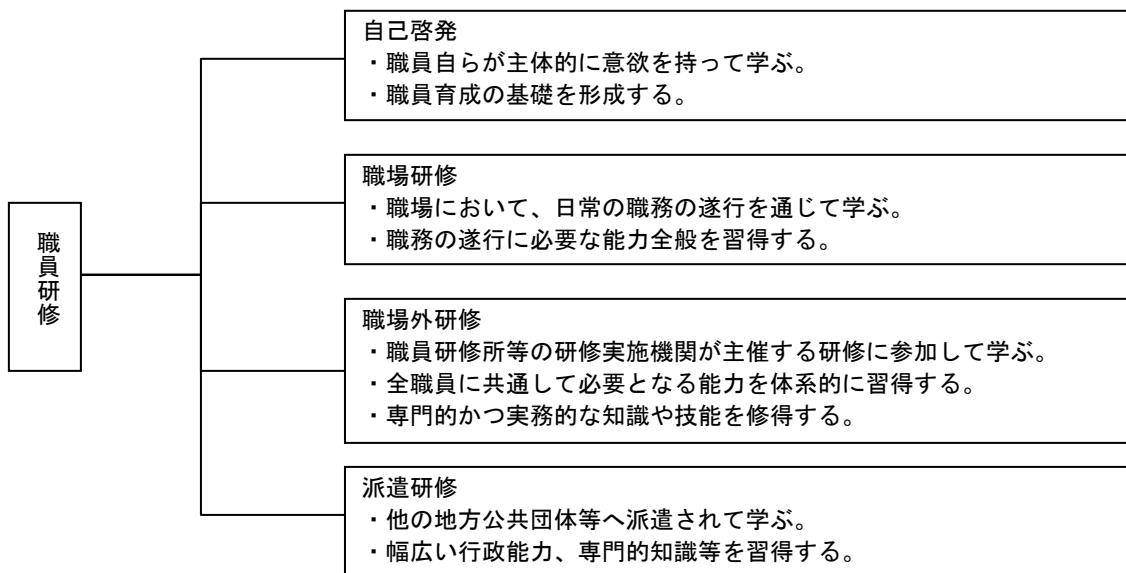 職員研修
自己啓発
・職員自らが主体的に意欲を持って学ぶ。
・職員育成の基礎を形成する。
職場研修
・職場において、日常の職務の遂行を通じて学ぶ。
・職務の遂行に必要な能力全般を習得する。
職場外研修
・職員研修所等の研修実施機関が主催する研修に参加して学ぶ。
・全職員に共通して必要となる能力を体系的に習得する。
・専門的かつ実務的な知識や技能を修得する。
派遣研修
・他の地方公共団体等へ派遣されて学ぶ。
・幅広い行政能力、専門的知識等を習得する。